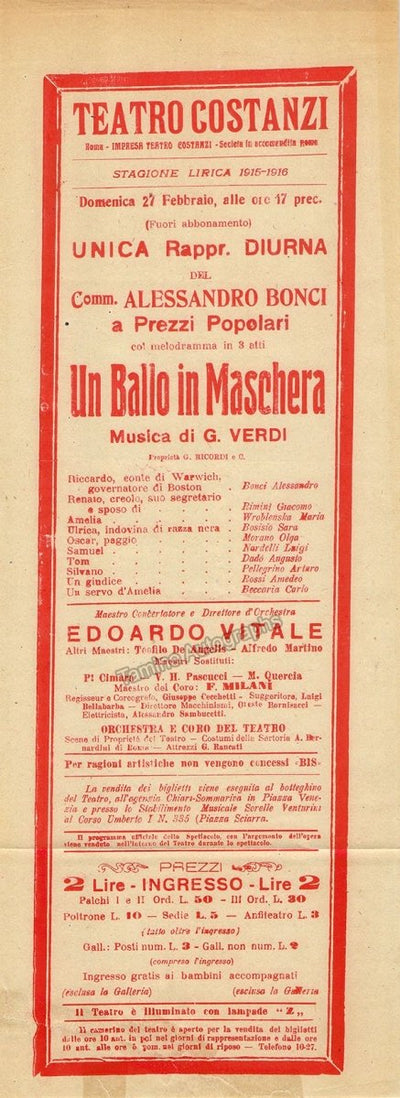 TEATRO COSTANZI
Roma - IMPRESA TEATRO COSTANZI - Società in accomandita Roma
STAGIONE LIRICA 1915-1916
Domenica 27 Febbraio, alle ore 17 prec.
(Fuori abbonamento)
UNICA Rappr. DIURNA
DEL
Comm. ALESSANDRO BONCI
a Prezzi Popolari
col melodramma in 3 atti
Un Ballo in Maschera
Musica di G. VERDI
Proprietà G. RICORDI e C.
Riccardo, conte di Warwich,
governatore di Boston . Bonci Alessandro
Renato, creolo, suo segretario
e sposo di . . . . Rimini Giacomo
Amelia . . . . . Wroblenska Maria
Ulrica, indovina di razza nera . Bosisio Sara
Oscar, paggio . . . . Morano Olga
Samuel . . . . . Nardelli Luigi
Tom . . . . . Dadò Augusto
Silvano . . . . . Pellegrino Arturo
Un giudice . . . . Rossi Amedeo
Un servo d'Amelia . . . Beccaria Carlo
Maestro Concertatore e Direttore d'Orchestra
EDOARDO VITALE
Altri Maestri: Teofilo De Angelis - Alfredo Martino
Maestri Sostituti:
P. Cimara - V. H. Pascucci - M. Quercia
Maestro dei Coro: F. MILANI
Regisseur e Coreografo, Giuseppe Cecchetti - Suggeritore, Luigi
Bellabarba - Direttore Macchinismi, Oreste
Elettricista, Alessandro Sambucetti.
ORCHESTRA E CORO DEL TEATRO
Scene di Proprietà del Teatro - Costumi della Sartoria A. Ber-
nardini di Roma - Attrezzi G. Rancati
Per ragioni artistiche non vengono concessi -BIS-
La vendita dei biglietti viene eseguita al botteghino
del Teatro, all'agenzia Chiari-Sommariva in Piazza Vene-
zia e presso lo Stabilimento Musicale Sorelle Venturini
al Corso Umberto I N. 335 (Piazza Sciarra.
Il programma ufficiale dello Spettacolo, con l'argomento dell'opera
viene venduto nell'interno del Teatro durante lo spettacolo.
PREZZI
2 Lire - INGRESSO - Lire 2
Palchi I e II Ord. L. 50 - III Ord. L. 30
Poltrone L. 10 - Sedie L. 5 - Anfiteatro L. 3
(tutto oltre l'ingresso)
Gall.: Posti num. L. 3 - Gall. non num. L. 2
(compreso l'ingresso)
Ingresso gratis ai bambini accompagnati
(esclusa la Galleria) (esclusa la Galleria
Il Teatro è illuminato con lampade "Z"
Il camerino del teatro è aperto per la vendita dei biglietti
dalle ore 10 ant. in poi nei giorni di rappresentazione e dalle ore
10 ant. alle ore 5 pom. nei giorni di riposo - Telefono 10-27.
Tamino Autographs